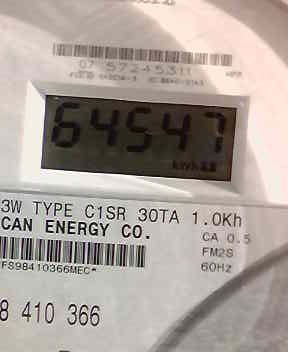 07 57245311
64547
kWh
3W TYPE C1SR 30TA 1.0Kh
CAN ENERGY CO.
CA 0.5
FM2S
60Hz
*FS98410366MEC*
8 410 366